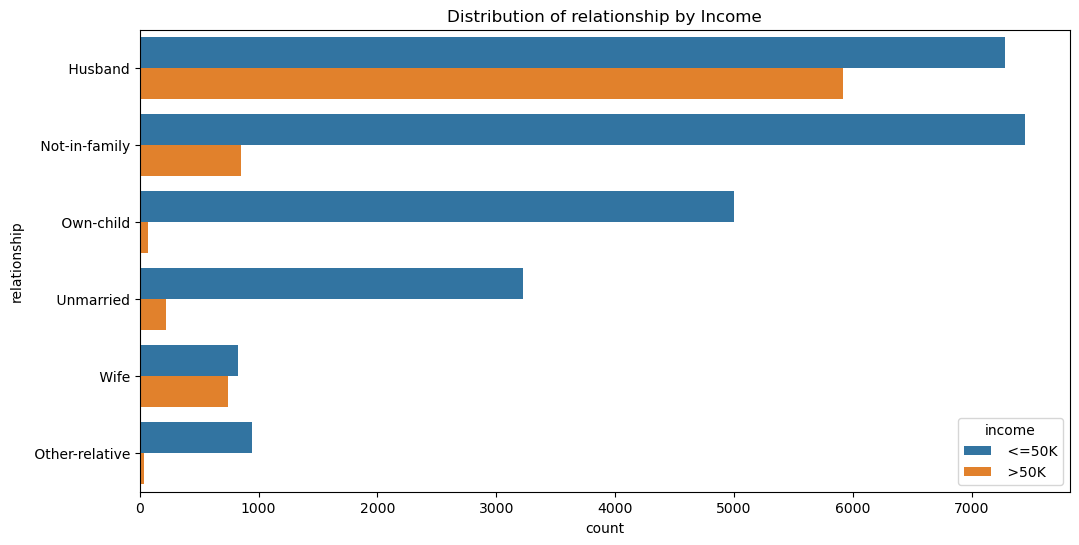 Distribution of relationship by Income
relationship
Husband
Not-in-family
Own-child
Unmarried
Wife
Other-relative
income
<=50K
>50K
0 1000 2000 3000 4000 5000 6000 7000
count